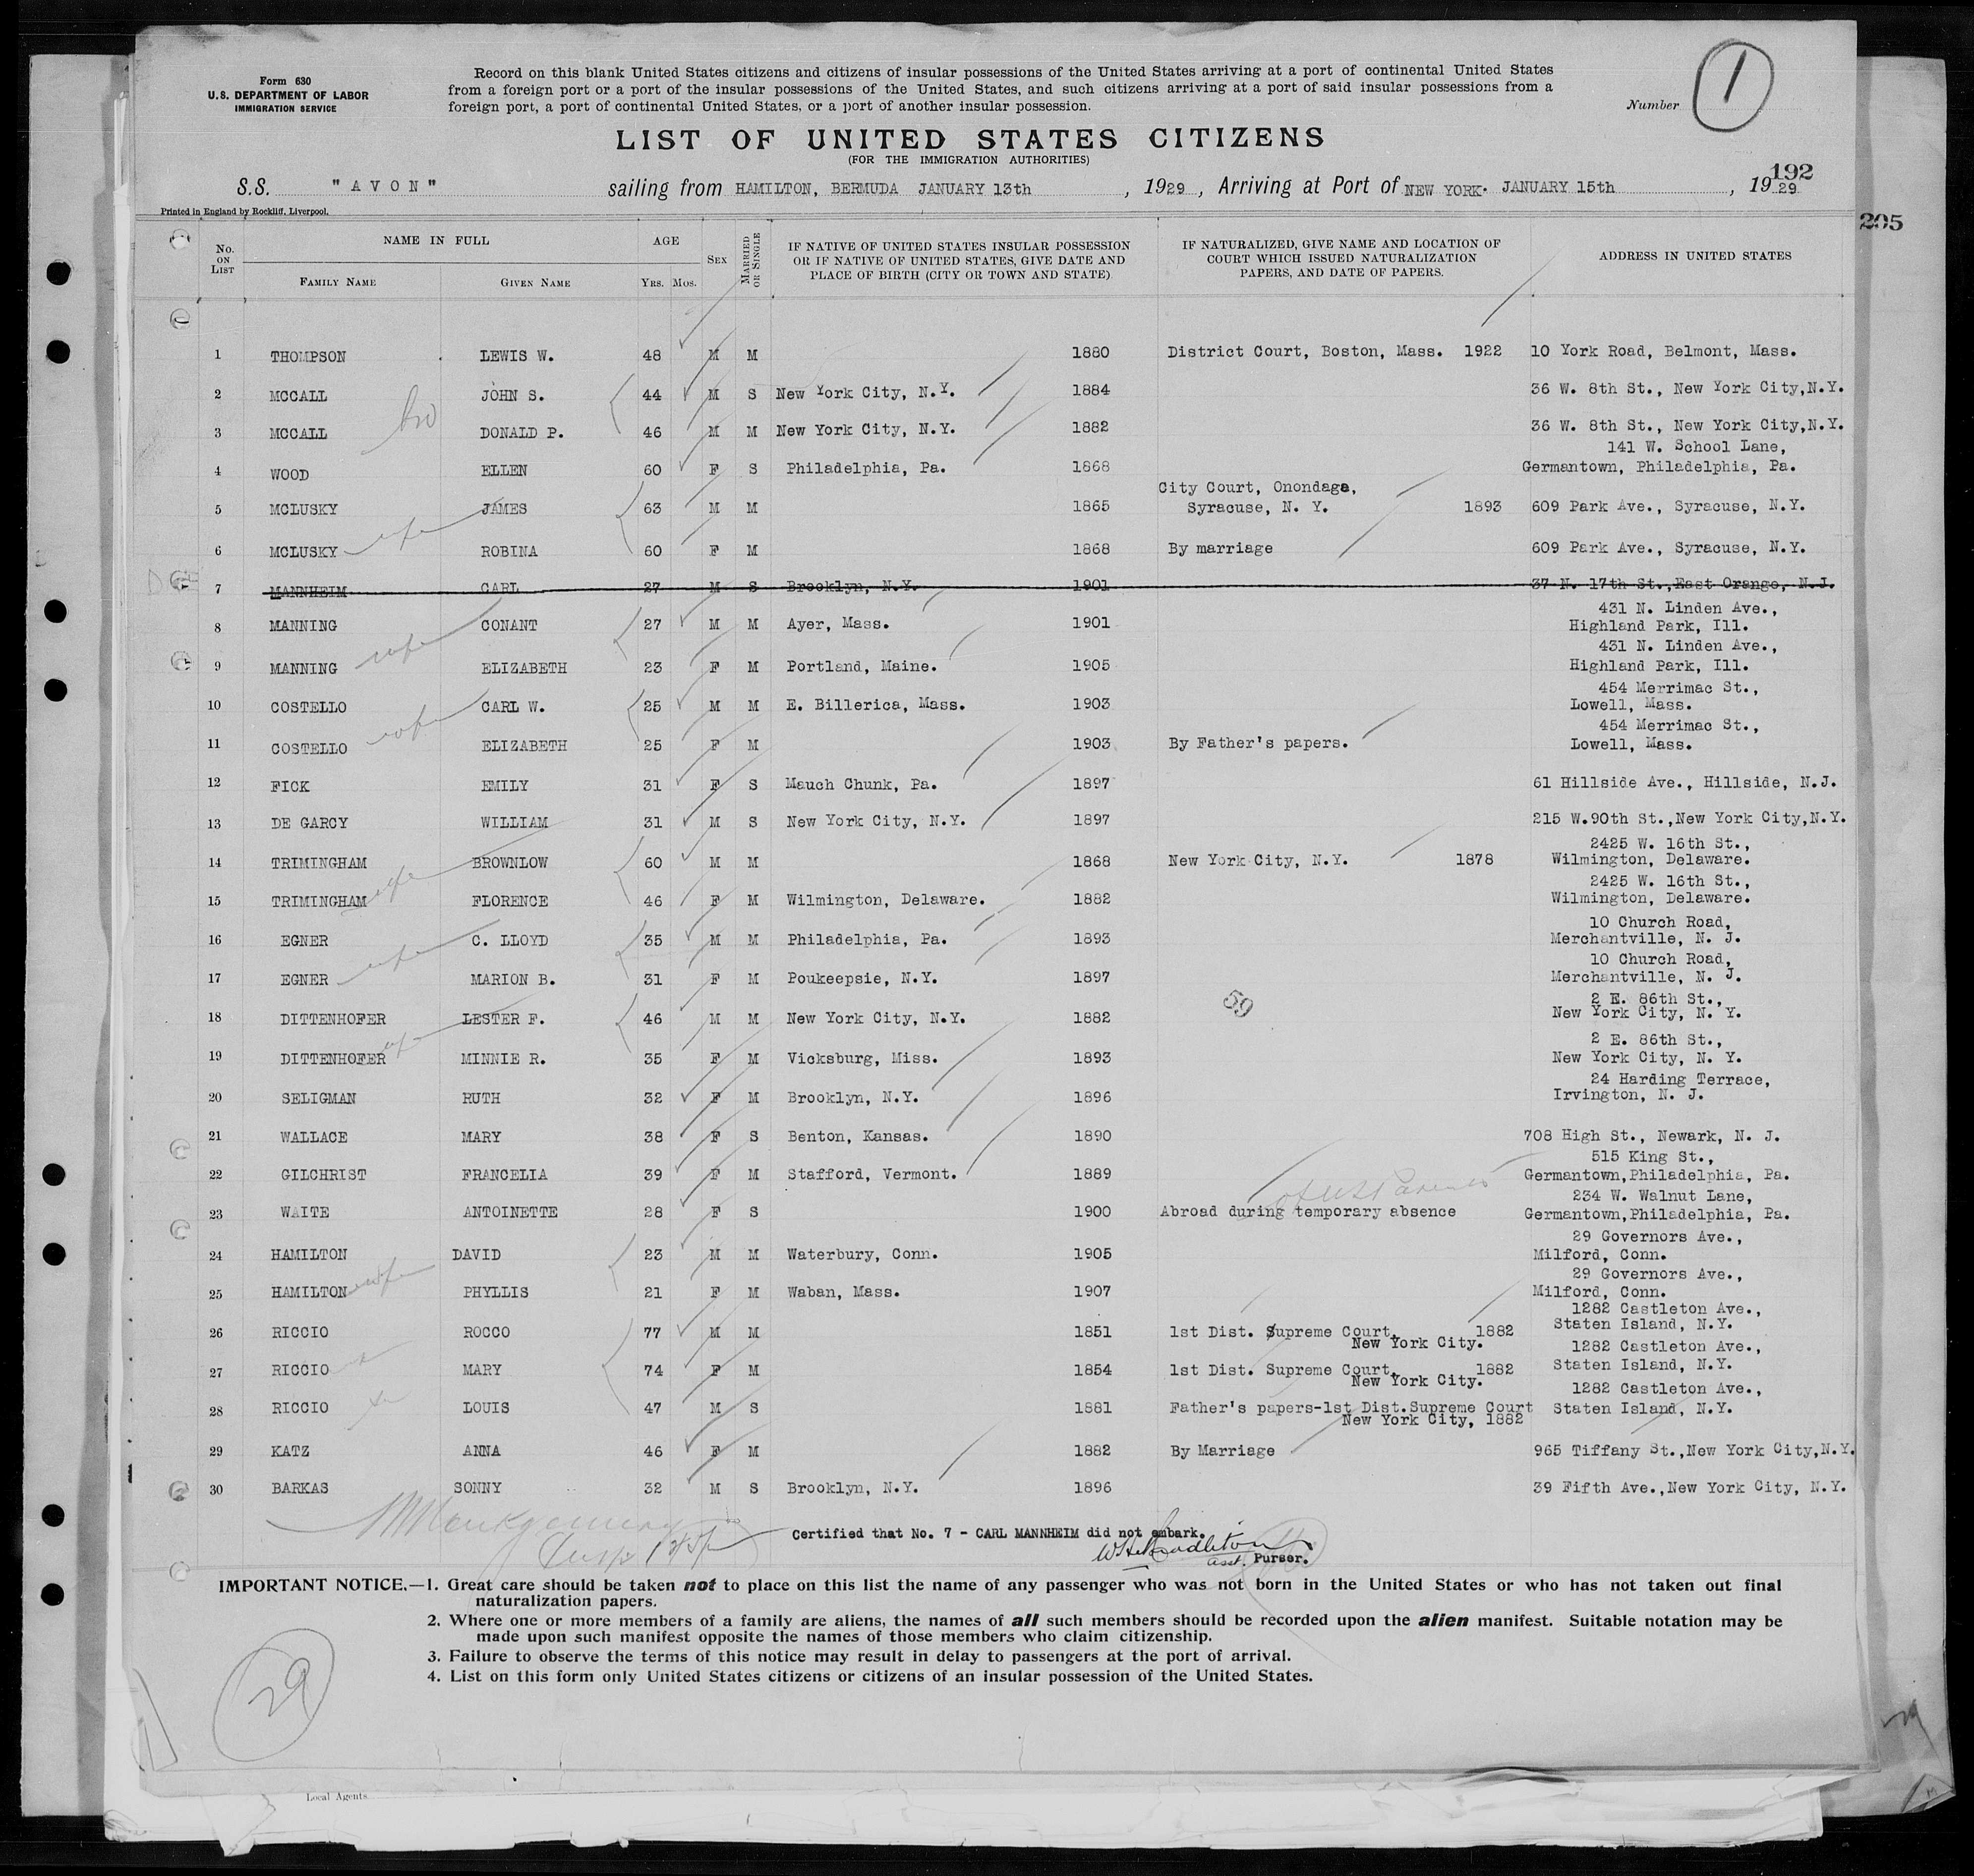 Form 630
U.S. DEPARTMENT OF LABOR
IMMIGRATION SERVICE
Record on this blank United States citizens and citizens of insular possessions of the United States arriving at a port of continental United States
from a foreign port or a port of the insular possessions of the United States, and such citizens arriving at a port of said insular possessions from a
foreign port, a port of continental United States, or a port of another insular possession.
Number 1
LIST OF UNITED STATES CITIZENS
(FOR THE IMMIGRATION AUTHORITIES)
192
S.S. "AVON" sailing from HAMILTON, BERMUDA JANUARY 13th, 1929, Arriving at Port of NEW YORK. JANUARY 15th, 1929
Printed in England by Rockliff, Liverpool.
205
No. ON LIST NAME IN FULL FAMILY NAME GIVEN NAME AGE YRS. MOS. SEX MARRIED OR SINGLE IF NATIVE OF UNITED STATES INSULAR POSSESSION OR IF NATIVE OF UNITED STATES, GIVE DATE AND PLACE OF BIRTH (CITY OR TOWN AND STATE) IF NATURALIZED, GIVE NAME AND LOCATION OF COURT WHICH ISSUED NATURALIZATION PAPERS, AND DATE OF PAPERS. ADDRESS IN UNITED STATES
1 THOMPSON LEWIS W. 48 M M 1880 District Court, Boston, Mass. 1922 10 York Road, Belmont, Mass.
2 MCCALL JOHN S. 44 M S New York City, N.Y. 1884 36 W. 8th St., New York City,N.Y.
bro
3 MCCALL DONALD P. 46 M M New York City, N.Y. 1882 36 W. 8th St., New York City,N.Y.
4 WOOD ELLEN 60 F S Philadelphia, Pa. 1868 141 W. School Lane, Germantown, Philadelphia, Pa.
5 MCLUSKY JAMES 63 M M 1865 City Court, Onondaga, Syracuse, N. Y. 1893 609 Park Ave., Syracuse, N.Y.
wife
6 MCLUSKY ROBINA 60 F M 1868 By marriage 609 Park Ave., Syracuse, N.Y.
7 MANNHEIM CARL 27 M S Brooklyn, N.Y. 1901 37 N. 17th St.,East Orange, N.J.
8 MANNING CONANT 27 M M Ayer, Mass. 1901 431 N. Linden Ave., Highland Park, Ill.
wife
9 MANNING ELIZABETH 23 F M Portland, Maine. 1905 431 N. Linden Ave., Highland Park, Ill.
10 COSTELLO CARL W. 25 M M E. Billerica, Mass. 1903 454 Merrimac St., Lowell, Mass.
wife
11 COSTELLO ELIZABETH 25 F M 1903 By Father's papers. 454 Merrimac St., Lowell, Mass.
12 FICK EMILY 31 F S Mauch Chunk, Pa. 1897 61 Hillside Ave., Hillside, N.J.
13 DE GARCY WILLIAM 31 M S New York City, N.Y. 1897 215 W.90th St.,New York City,N.Y.
14 TRIMINGHAM BROWNLOW 60 M M 1868 New York City, N.Y. 1878 2425 W. 16th St., Wilmington, Delaware.
wife
15 TRIMINGHAM FLORENCE 46 F M Wilmington, Delaware. 1882 2425 W. 16th St., Wilmington, Delaware.
16 EGNER C. LLOYD 35 M M Philadelphia, Pa. 1893 10 Church Road, Merchantville, N. J.
wife
17 EGNER MARION B. 31 F M Poukeepsie, N.Y. 1897 10 Church Road, Merchantville, N. J.
59
18 DITTENHOFER LESTER F. 46 M M New York City, N.Y. 1882 2 E. 86th St., New York City, N. Y.
wife
19 DITTENHOFER MINNIE R. 35 F M Vicksburg, Miss. 1893 2 E. 86th St., New York City, N. Y.
20 SELIGMAN RUTH 32 F M Brooklyn, N.Y. 1896 24 Harding Terrace, Irvington, N. J.
21 WALLACE MARY 38 F S Benton, Kansas. 1890 708 High St., Newark, N. J.
22 GILCHRIST FRANCELIA 39 F M Stafford, Vermont. 1889 515 King St., Germantown,Philadelphia, Pa.
of US Parents
23 WAITE ANTOINETTE 28 F S 1900 Abroad during temporary absence 234 W. Walnut Lane, Germantown,Philadelphia, Pa.
24 HAMILTON DAVID 23 M M Waterbury, Conn. 1905 29 Governors Ave., Milford, Conn.
wife
25 HAMILTON PHYLLIS 21 F M Waban, Mass. 1907 29 Governors Ave., Milford, Conn.
26 RICCIO ROCCO 77 M M 1851 1st Dist. Supreme Court, New York City. 1882 1282 Castleton Ave., Staten Island, N.Y.
27 RICCIO MARY 74 F M 1854 1st Dist. Supreme Court, New York City. 1882 1282 Castleton Ave., Staten Island, N.Y.
28 RICCIO LOUIS 47 M S 1881 Father's papers-1st Dist.Supreme Court New York City, 1882 1282 Castleton Ave., Staten Island, N.Y.
29 KATZ ANNA 46 F M 1882 By Marriage 965 Tiffany St.,New York City,N.Y.
30 BARKAS SONNY 32 M S Brooklyn, N.Y. 1896 39 Fifth Ave.,New York City, N.Y.
Certified that No. 7 - CARL MANNHEIM did not embark.
asst. Purser.
IMPORTANT NOTICE.—1. Great care should be taken not to place on this list the name of any passenger who was not born in the United States or who has not taken out final
naturalization papers.
2. Where one or more members of a family are aliens, the names of all such members should be recorded upon the alien manifest. Suitable notation may be
made upon such manifest opposite the names of those members who claim citizenship.
3. Failure to observe the terms of this notice may result in delay to passengers at the port of arrival.
4. List on this form only United States citizens or citizens of an insular possession of the United States.
29
Local Agents